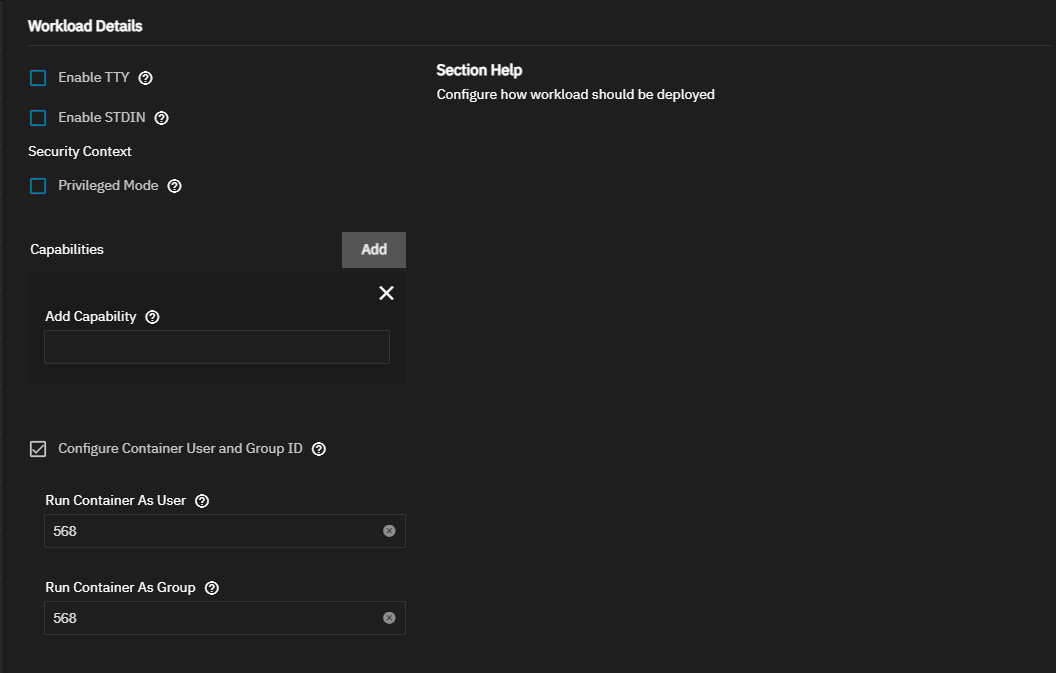 Workload Details
Enable TTY
Section Help
Configure how workload should be deployed
Enable STDIN
Security Context
Privileged Mode
Capabilities
Add
Add Capability
Configure Container User and Group ID
Run Container As User
568
Run Container As Group
568